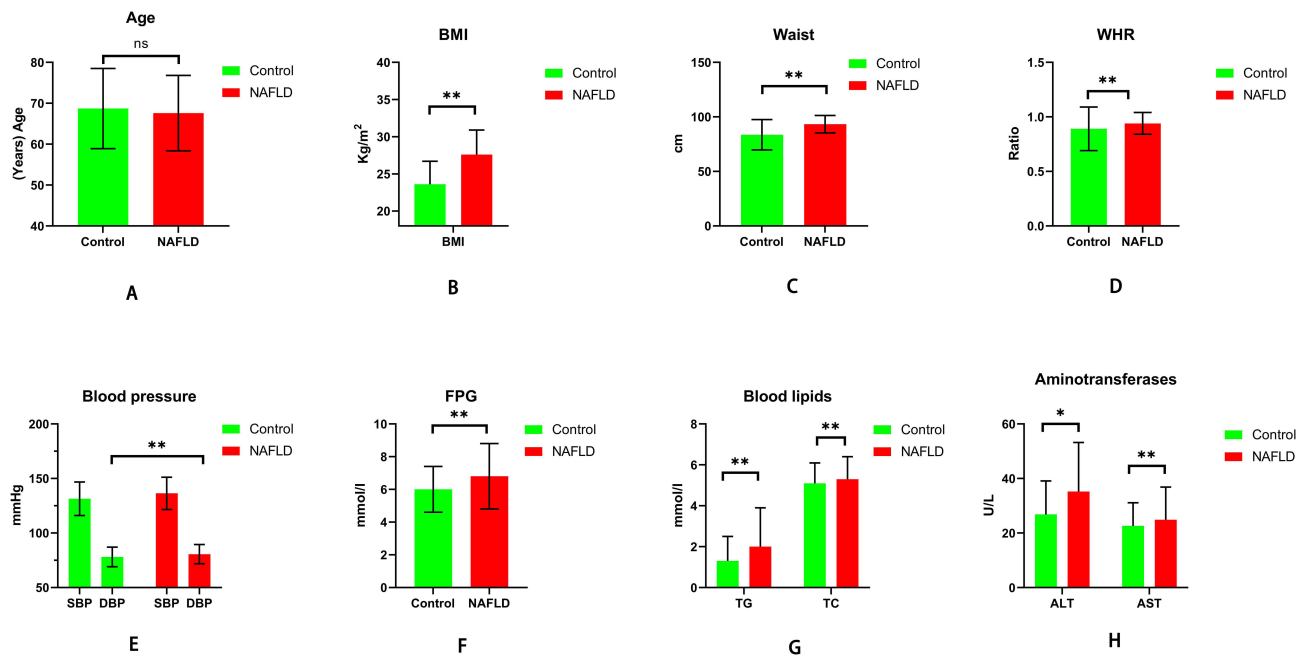 Age
ns
(Years) Age
80
70
60
50
40
Control
NAFLD
Control
NAFLD
A
BMI
**
Kg/m²
40
35
30
25
20
BMI
Control
NAFLD
B
Waist
**
cm
150
100
50
0
Control
NAFLD
Control
NAFLD
C
WHR
**
Ratio
1.5
1.0
0.5
0.0
Control
NAFLD
Control
NAFLD
D
Blood pressure
**
mmHg
200
150
100
50
SBP
DBP
SBP
DBP
Control
NAFLD
E
FPG
**
mmol/l
10
8
6
4
2
0
Control
NAFLD
Control
NAFLD
F
Blood lipids
**
**
mmol/l
8
6
4
2
0
TG
TC
Control
NAFLD
G
Aminotransferases
*
**
U/L
60
40
20
0
ALT
AST
Control
NAFLD
H